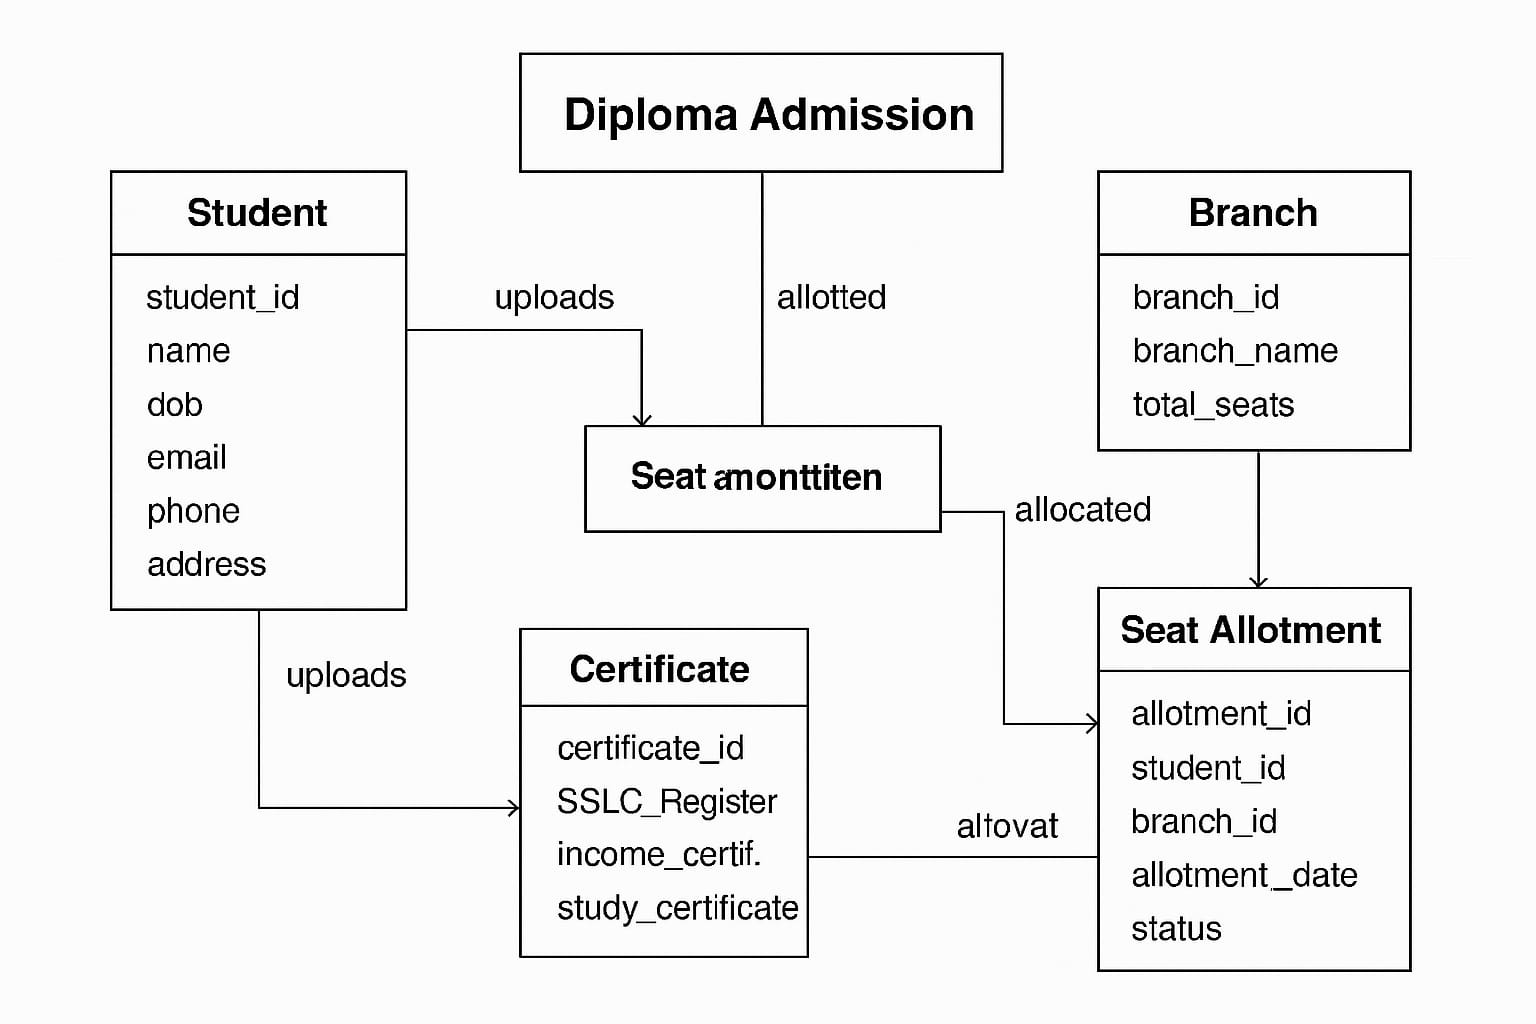 Diploma Admission
Student
student_id
name
dob
email
phone
address
uploads
allotted
Branch
branch_id
branch_name
total_seats
Seat amonttiten
allocated
uploads
Certificate
certificate_id
SSLC_Register
income_certif.
study_certificate
altovat
Seat Allotment
allotment_id
student_id
branch_id
allotment_date
status